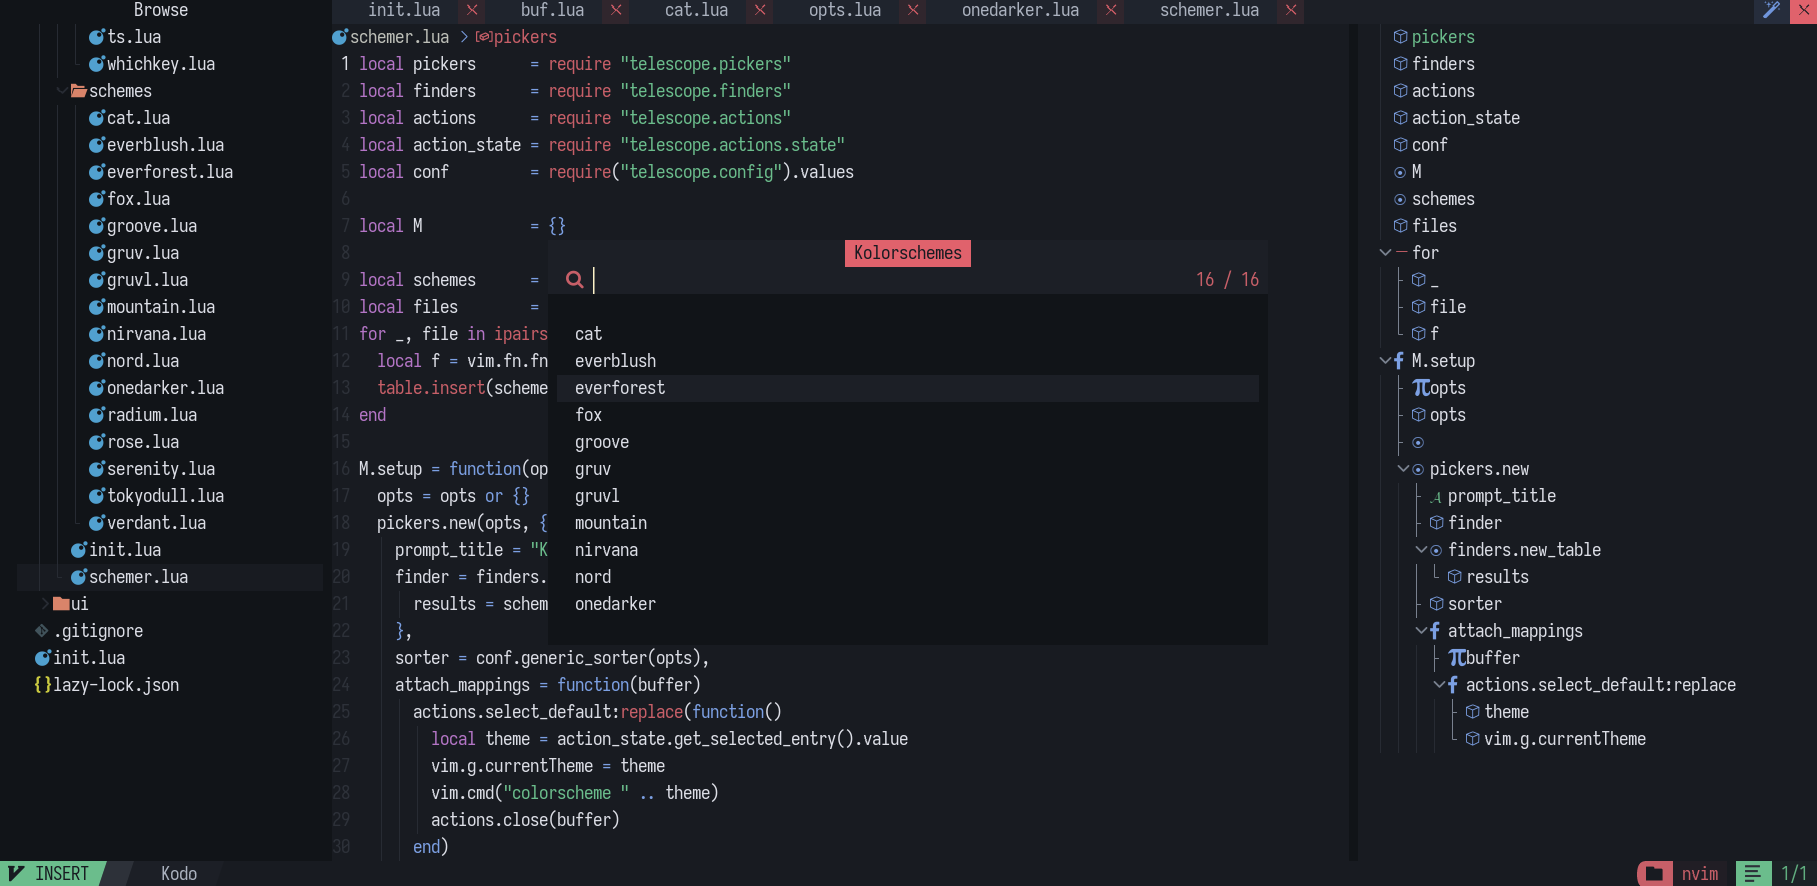 Browse
ts.lua
whichkey.lua
schemes
cat.lua
everblush.lua
everforest.lua
fox.lua
groove.lua
gruv.lua
gruvl.lua
mountain.lua
nirvana.lua
nord.lua
onedarker.lua
radium.lua
rose.lua
serenity.lua
tokyodull.lua
verdant.lua
init.lua
schemer.lua
ui
.gitignore
init.lua
{}lazy-lock.json
init.lua buf.lua cat.lua opts.lua onedarker.lua schemer.lua
schemer.lua > pickers
1 local pickers = require "telescope.pickers"
2 local finders = require "telescope.finders"
3 local actions = require "telescope.actions"
4 local action_state = require "telescope.actions.state"
5 local conf = require("telescope.config").values
6
7 local M = {}
8
9 local schemes =
10 local files =
11 for _, file in ipairs
12 local f = vim.fn.fn
13 table.insert(scheme
14 end
15
16 M.setup = function(op
17 opts = opts or {}
18 pickers.new(opts, {
19 prompt_title = "K
20 finder = finders.
21 results = schem
22 },
23 sorter = conf.generic_sorter(opts),
24 attach_mappings = function(buffer)
25 actions.select_default:replace(function()
26 local theme = action_state.get_selected_entry().value
27 vim.g.currentTheme = theme
28 vim.cmd("colorscheme " .. theme)
29 actions.close(buffer)
30 end)
Kolorschemes
16 / 16
cat
everblush
everforest
fox
groove
gruv
gruvl
mountain
nirvana
nord
onedarker
pickers
finders
actions
action_state
conf
M
schemes
files
for
_
file
f
M.setup
opts
opts
pickers.new
prompt_title
finder
finders.new_table
results
sorter
attach_mappings
buffer
actions.select_default:replace
theme
vim.g.currentTheme
INSERT Kodo nvim 1/1